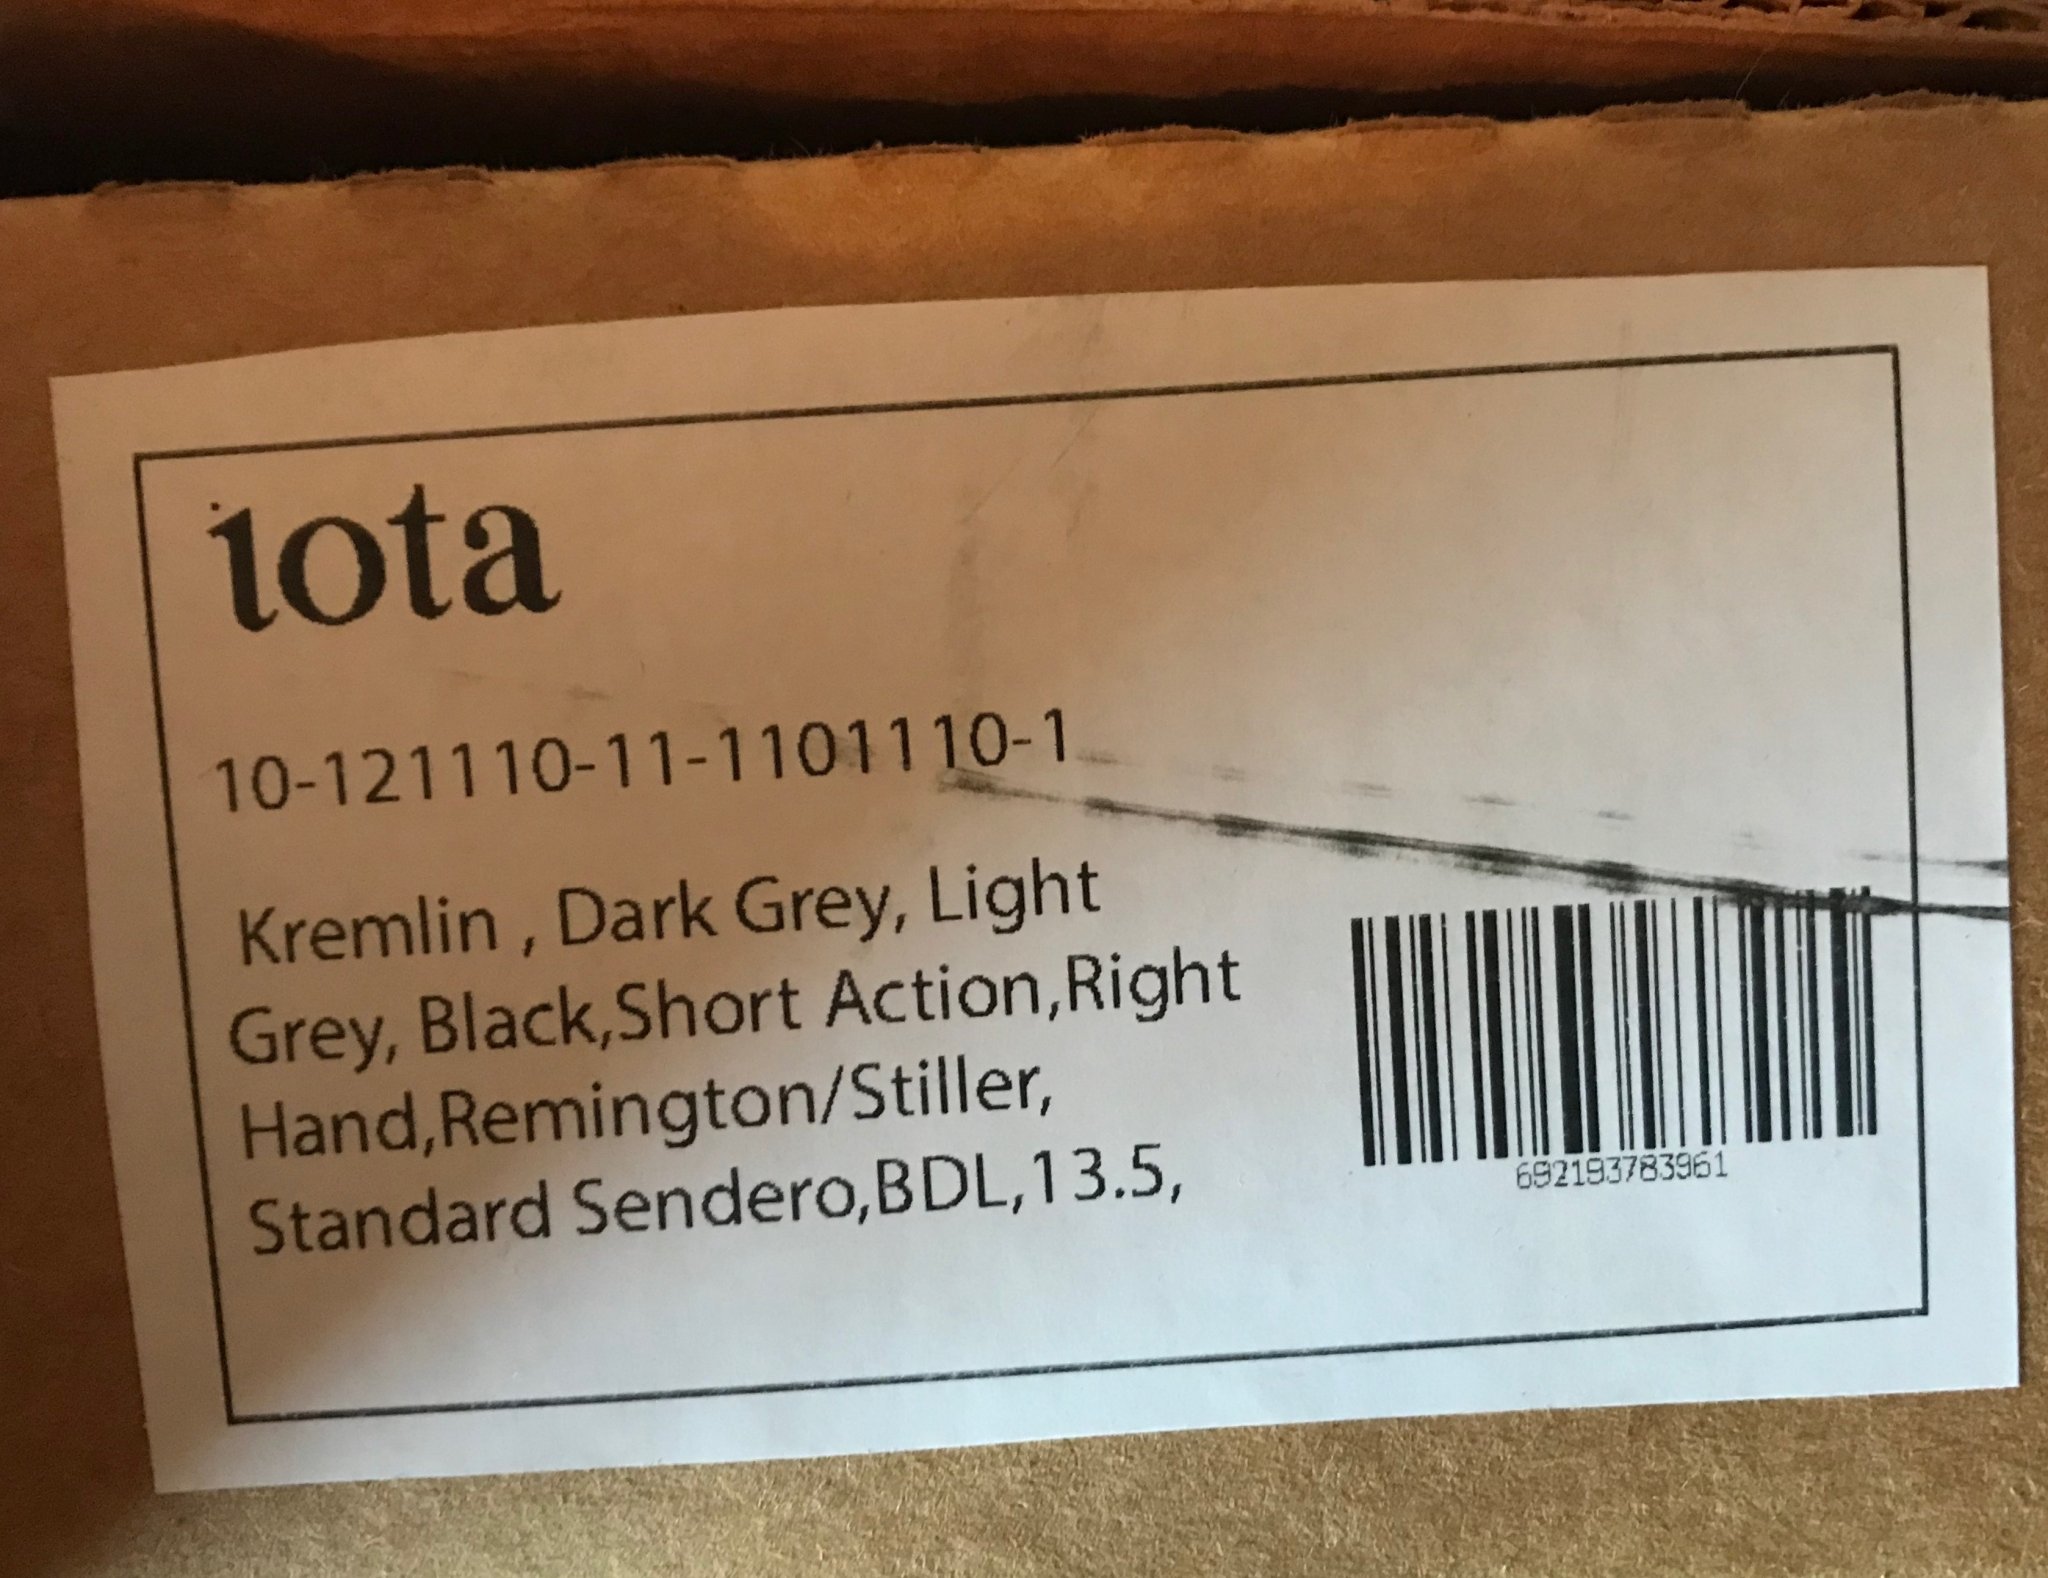 iota
10-121110-11-1101110-1
Kremlin , Dark Grey, Light
Grey, Black,Short Action,Right
Hand,Remington/Stiller,
Standard Sendero,BDL,13.5,
692193783961